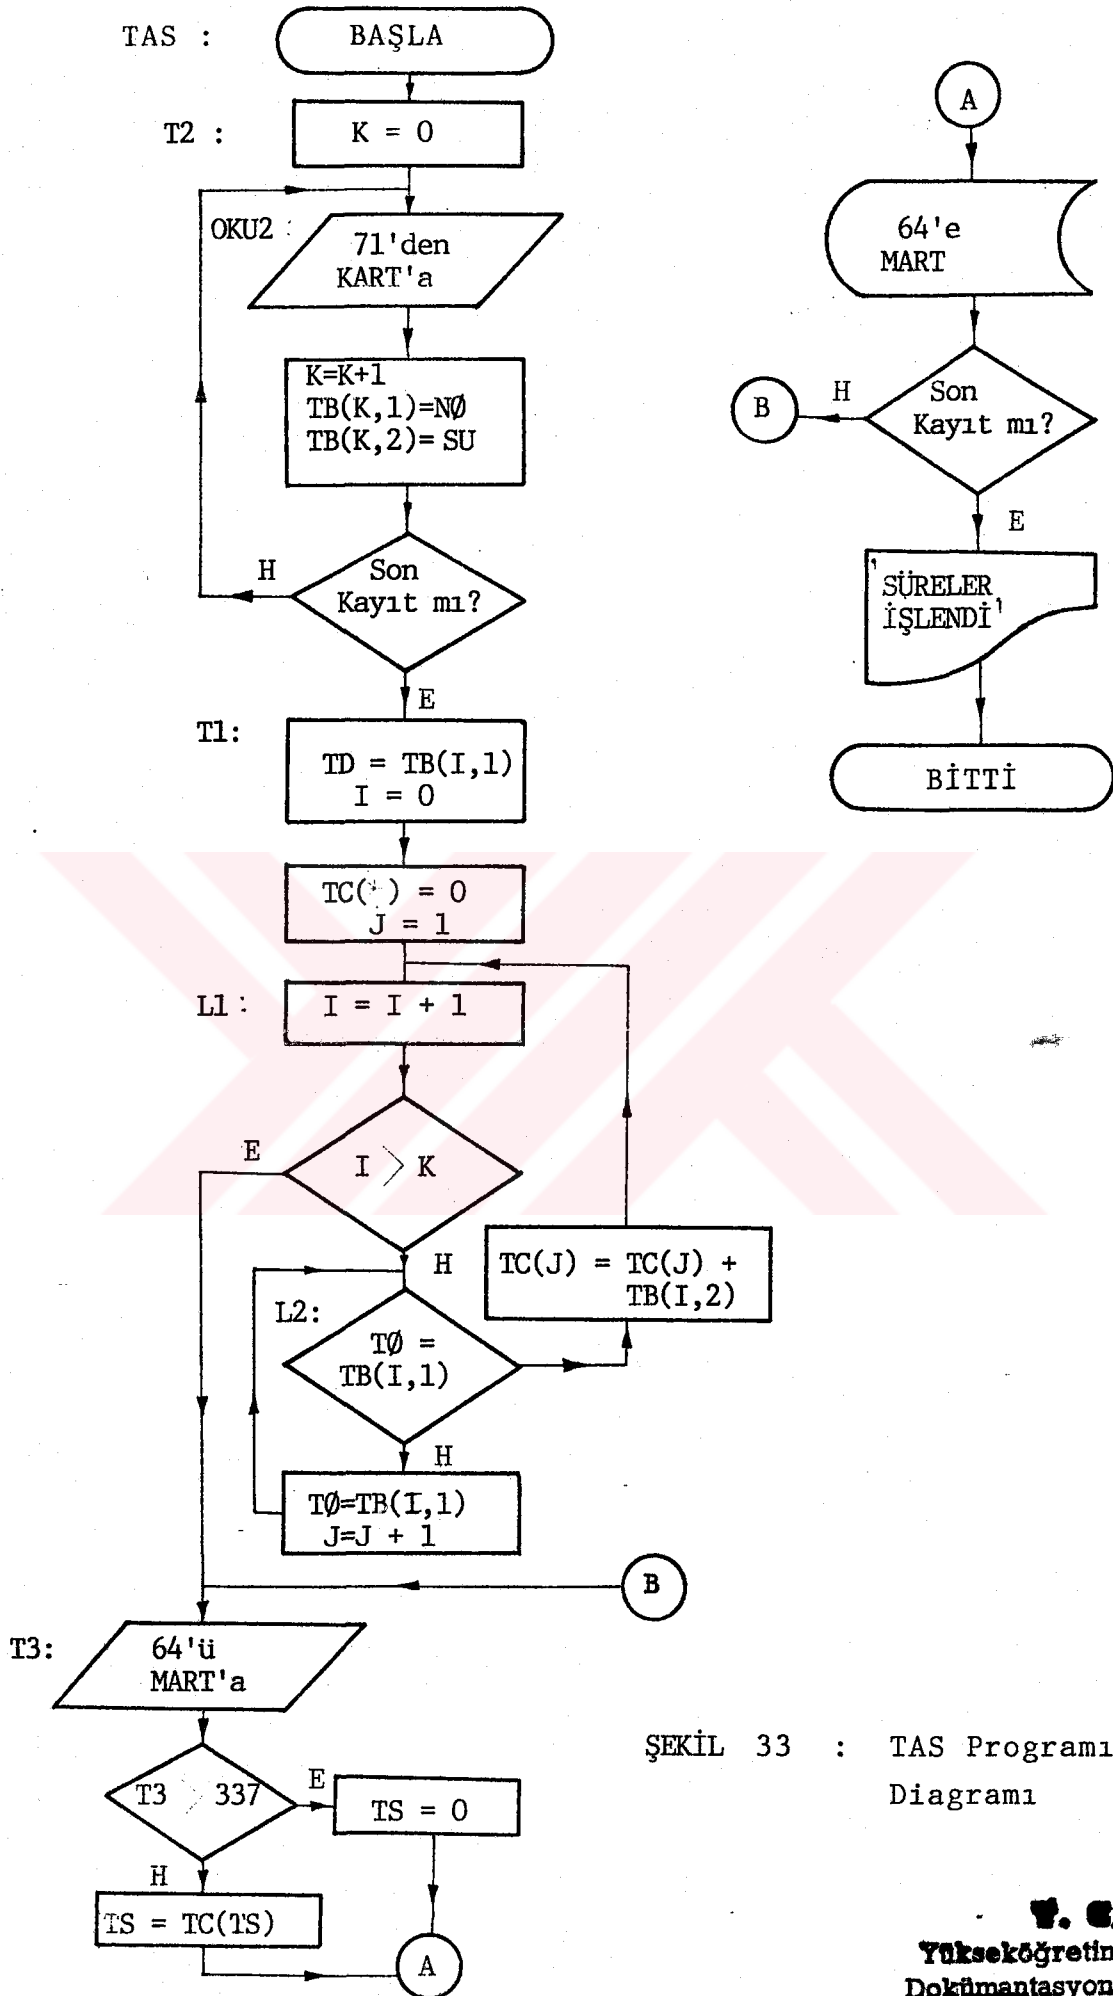 TAS :
BAŞLA
T2 :
K = 0
OKU2 :
71'den
KART'a
K=K+1
TB(K,1)=NØ
TB(K,2)= SU
H
Son
Kayıt mı?
E
T1:
TD = TB(I,1)
I = 0
TC(*) = 0
J = 1
L1 :
I = I + 1
E
I > K
H
TC(J) = TC(J) +
TB(I,2)
L2:
TØ =
TB(I,1)
H
TØ=TB(I,1)
J=J + 1
B
T3:
64'ü
MART'a
T3 > 337
E
TS = 0
H
TS = TC(TS)
A
A
64'e
MART
B
H
Son
Kayıt mı?
E
'SÜRELER
İŞLENDİ'
BİTTİ
ŞEKİL 33 : TAS Programı
Diagramı
Yükseköğretin
Dokümantasyon